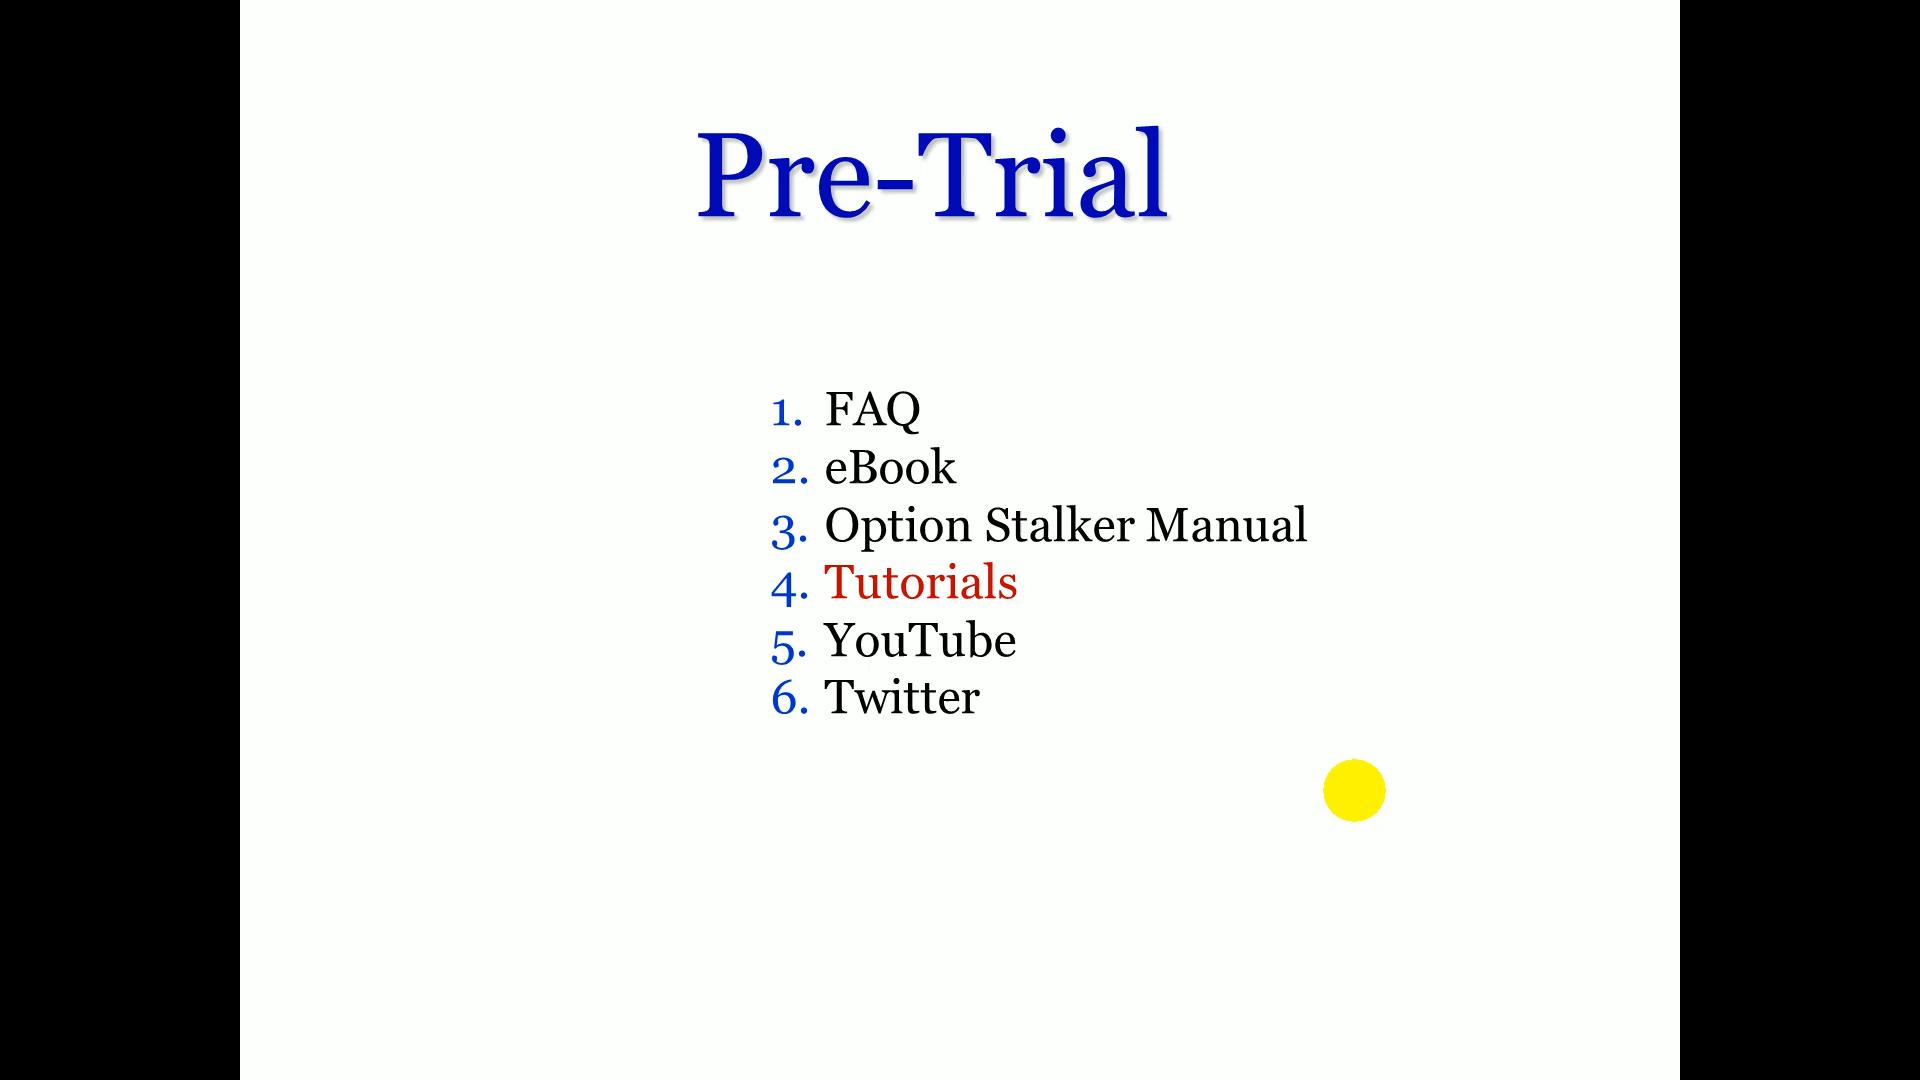 Pre-Trial
1. FAQ
2. eBook
3. Option Stalker Manual
4. Tutorials
5. YouTube
6. Twitter